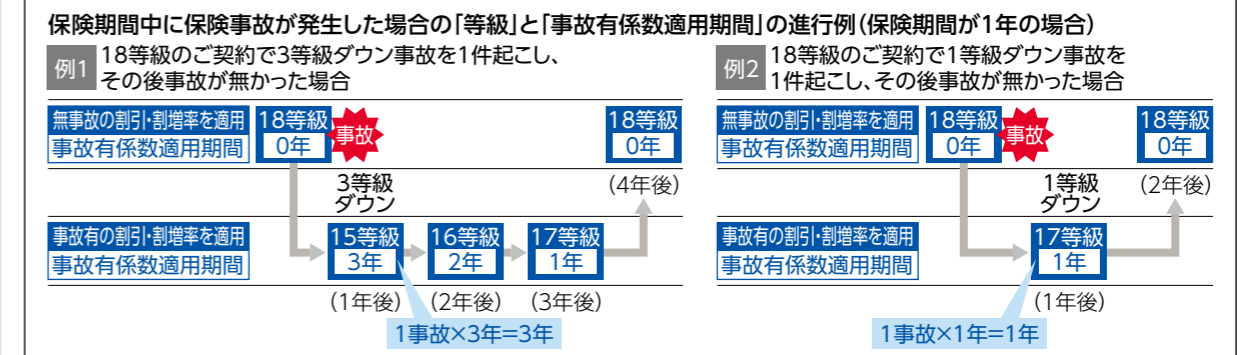 保険期間中に保険事故が発生した場合の「等級」と「事故有係数適用期間」の進行例(保険期間が1年の場合)
例1 18等級のご契約で3等級ダウン事故を1件起こし、
その後事故が無かった場合
無事故の割引・割増率を適用 18等級 18等級
事故有係数適用期間 0年 事故 0年
3等級
ダウン
(4年後)
事故有の割引・割増率を適用 15等級 16等級 17等級
事故有係数適用期間 3年 2年 1年
(1年後) (2年後) (3年後)
1事故×3年=3年
例2 18等級のご契約で1等級ダウン事故を
1件起こし、その後事故が無かった場合
無事故の割引・割増率を適用 18等級 18等級
事故有係数適用期間 0年 事故 0年
1等級
ダウン
(2年後)
事故有の割引・割増率を適用 17等級
事故有係数適用期間 1年
(1年後)
1事故×1年=1年